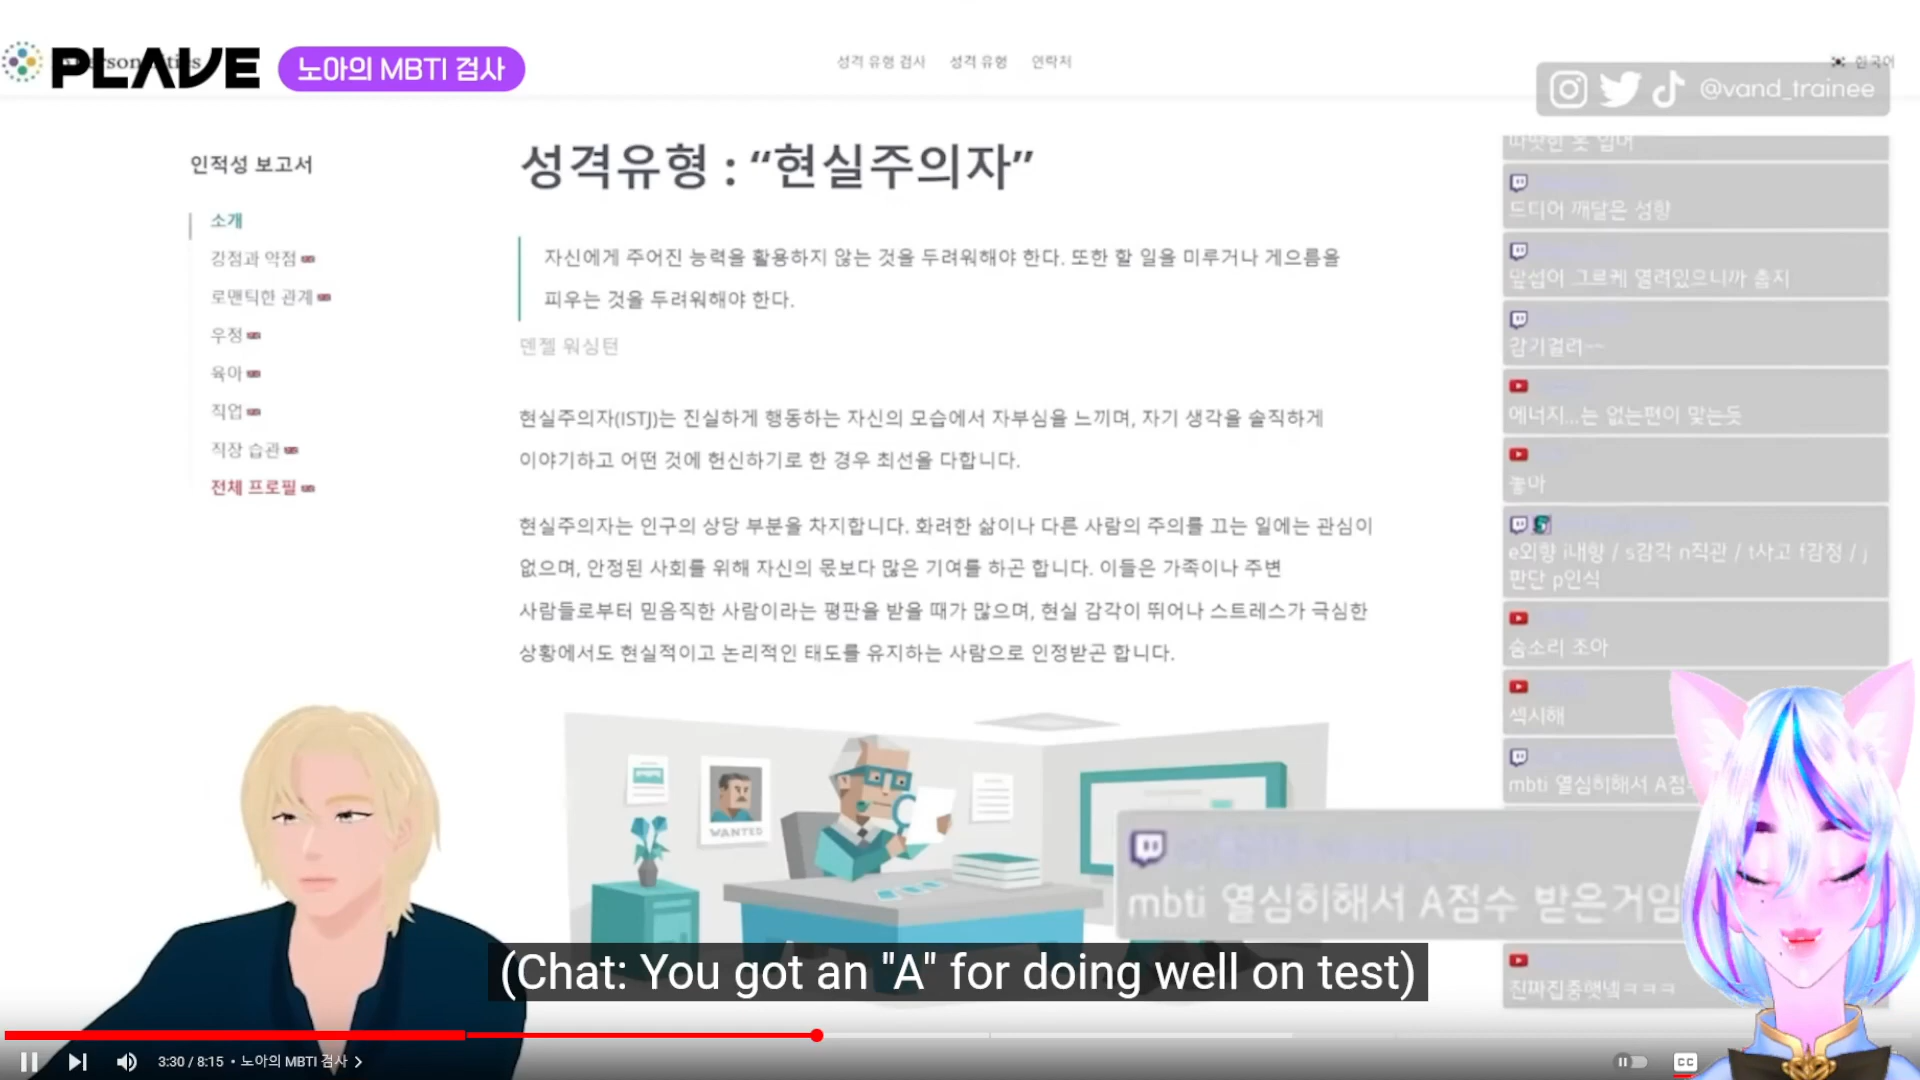 PLAVE
노아의 MBTI 검사
성격 유형 검사
성격 유형
연락처
한국어
@vand_trainee
인적성 보고서
소개
강점과 약점
로맨틱한 관계
우정
육아
직업
직장 습관
전체 프로필
성격유형 : “현실주의자”
자신에게 주어진 능력을 활용하지 않는 것을 두려워해야 한다. 또한 할 일을 미루거나 게으름을
피우는 것을 두려워해야 한다.
덴젤 워싱턴
현실주의자(ISTJ)는 진실하게 행동하는 자신의 모습에서 자부심을 느끼며, 자기 생각을 솔직하게
이야기하고 어떤 것에 헌신하기로 한 경우 최선을 다합니다.
현실주의자는 인구의 상당 부분을 차지합니다. 화려한 삶이나 다른 사람의 주의를 끄는 일에는 관심이
없으며, 안정된 사회를 위해 자신의 몫보다 많은 기여를 하곤 합니다. 이들은 가족이나 주변
사람들로부터 믿음직한 사람이라는 평판을 받을 때가 많으며, 현실 감각이 뛰어나 스트레스가 극심한
상황에서도 현실적이고 논리적인 태도를 유지하는 사람으로 인정받곤 합니다.
WANTED
따뜻한 옷 입어
드디어 깨달은 성향
앞섭이 그르케 열려있으니까 춥지
감기걸려~~
에너지...는 없는편이 맞는듯
좋아
e외향 i내향 / s감각 n직관 / t사고 f감정 / j
판단 p인식
숨소리 조아
섹시해
mbti 열심히해서 A점
mbti 열심히해서 A점수 받은거임
진짜집중햇넼ㅋㅋㅋ
(Chat: You got an "A" for doing well on test)
3:30 / 8:15 • 노아의 MBTI 검사
CC